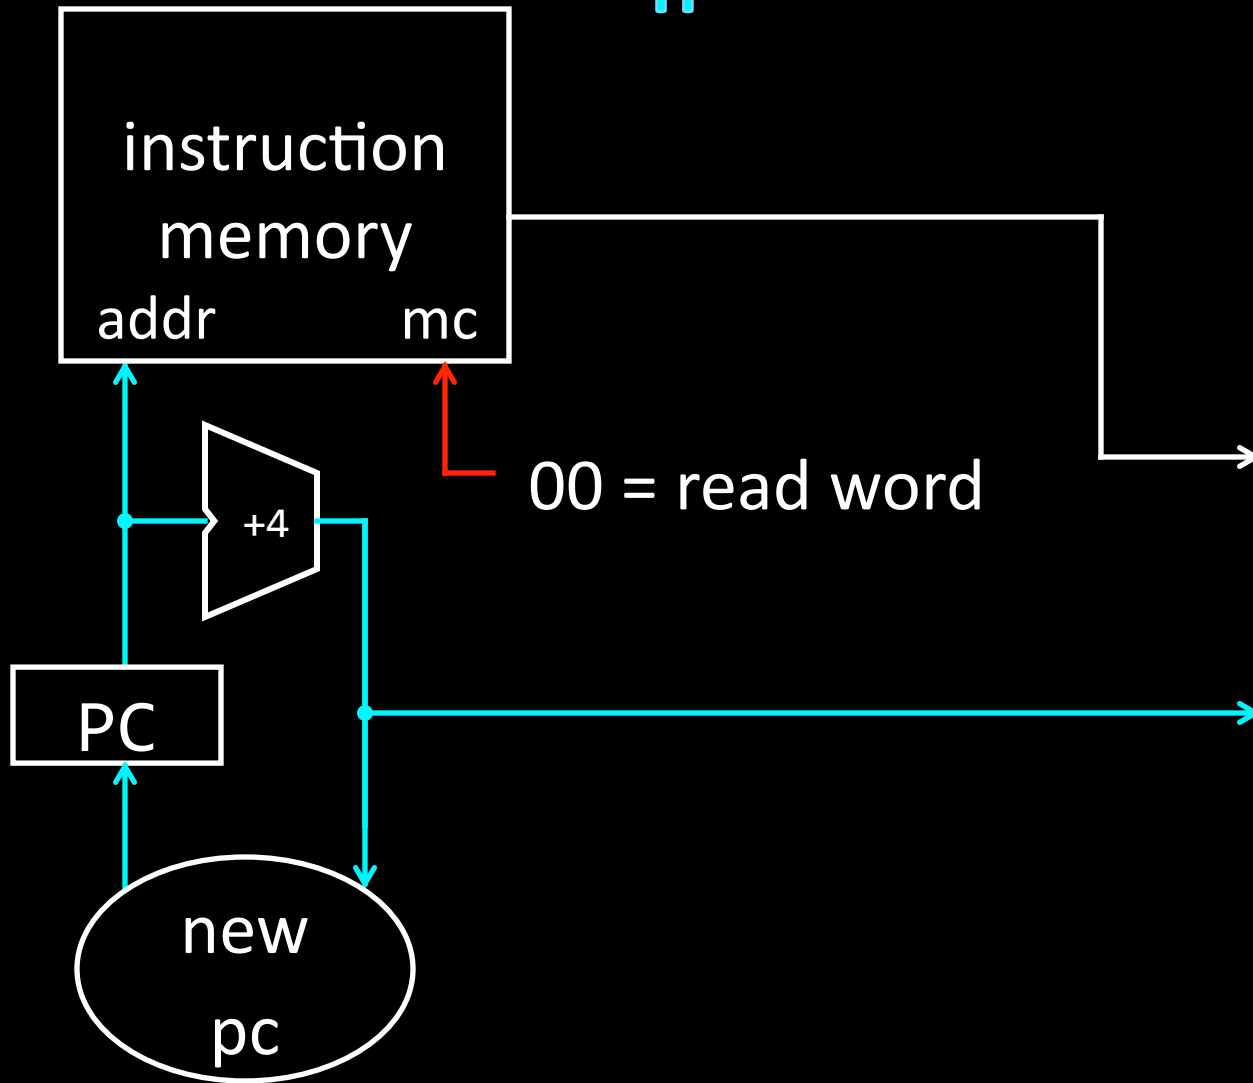 instruction
memory
addr mc
00 = read word
+4
PC
new
pc